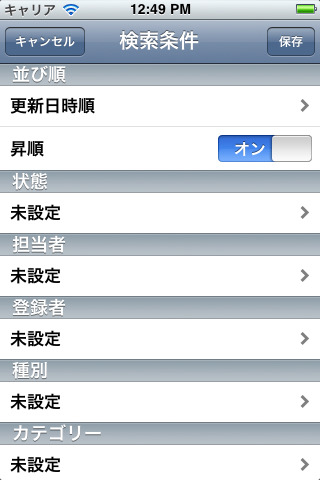 キャリア 12:49 PM
キャンセル 検索条件 保存
並び順
更新日時順
昇順 オン
状態
未設定
担当者
未設定
登録者
未設定
種別
未設定
カテゴリー
未設定